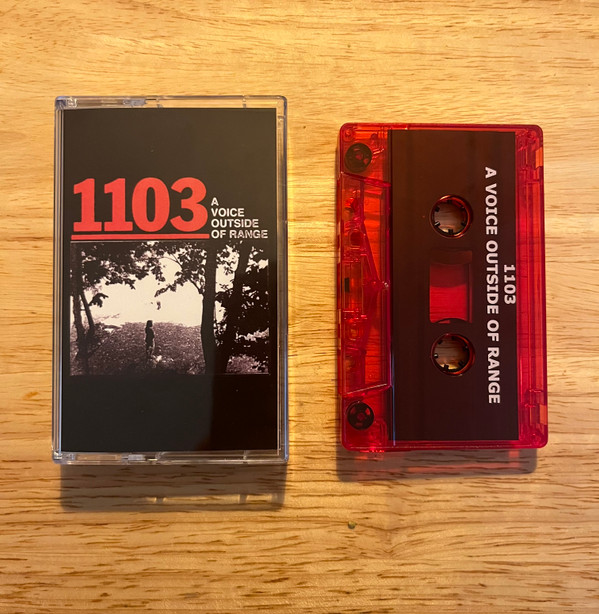 1103
A
VOICE
OUTSIDE
OF RANGE
1103
A VOICE OUTSIDE OF RANGE